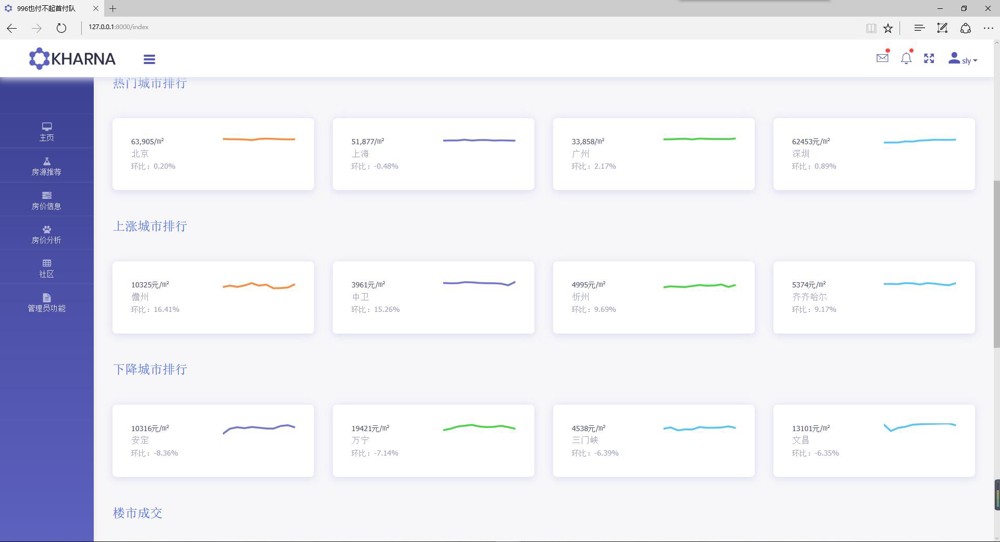 996也付不起首付队
127.0.0.1:8000/index
KHARNA
sly
主页
房源推荐
房价信息
房价分析
社区
管理员功能
热门城市排行
63,905/㎡
北京
环比：0.20%
51,877/㎡
上海
环比：-0.48%
33,858/㎡
广州
环比：2.17%
62453元/㎡
深圳
环比：0.89%
上涨城市排行
10325元/㎡
儋州
环比：16.41%
3961元/㎡
中卫
环比：15.26%
4995元/㎡
忻州
环比：9.69%
5374元/㎡
齐齐哈尔
环比：9.17%
下降城市排行
10316元/㎡
安定
环比：-8.36%
19421元/㎡
万宁
环比：-7.14%
4538元/㎡
三门峡
环比：-6.39%
13101元/㎡
文昌
环比：-6.35%
楼市成交